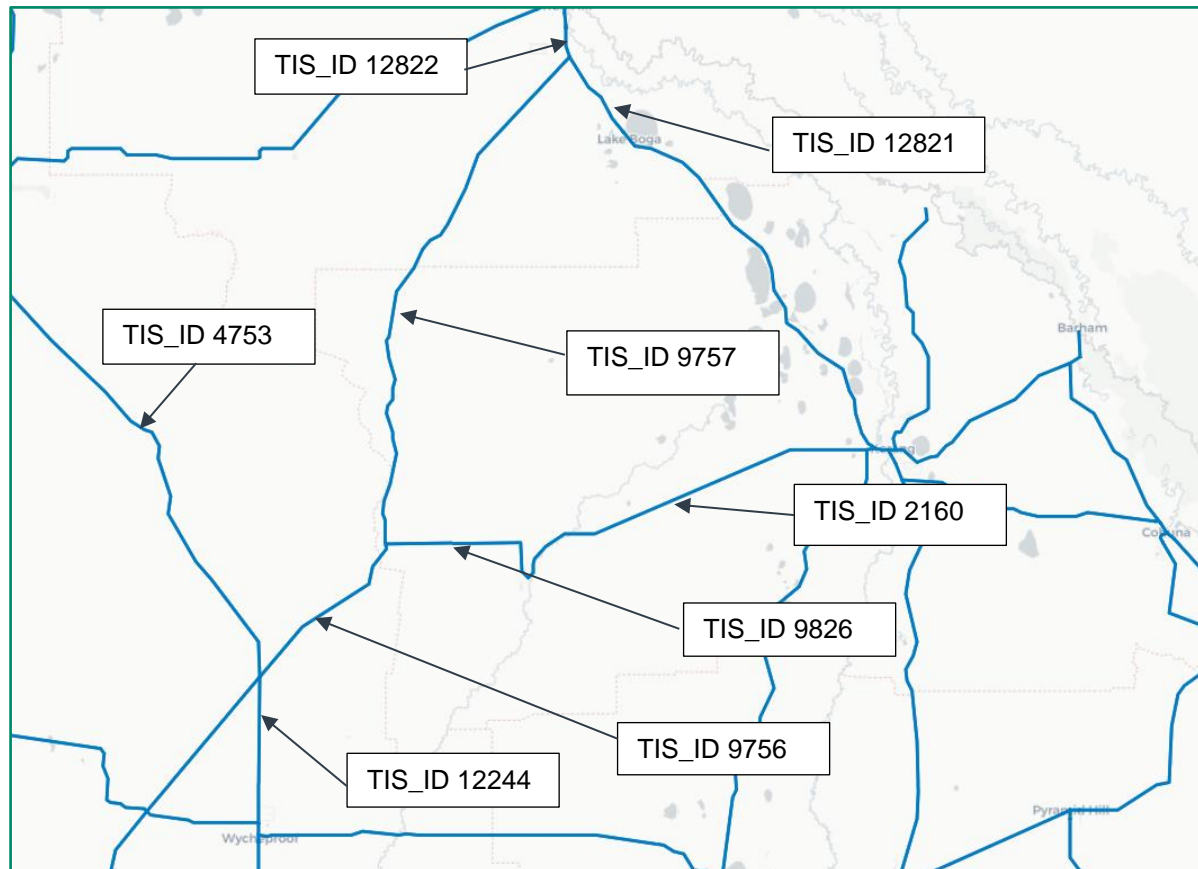 TIS_ID 12822
TIS_ID 12821
Lake Boga
TIS_ID 4753
TIS_ID 9757
Barham
TIS_ID 2160
Cohuna
TIS_ID 9826
TIS_ID 9756
TIS_ID 12244
Pyramid Hill
Wycheproof